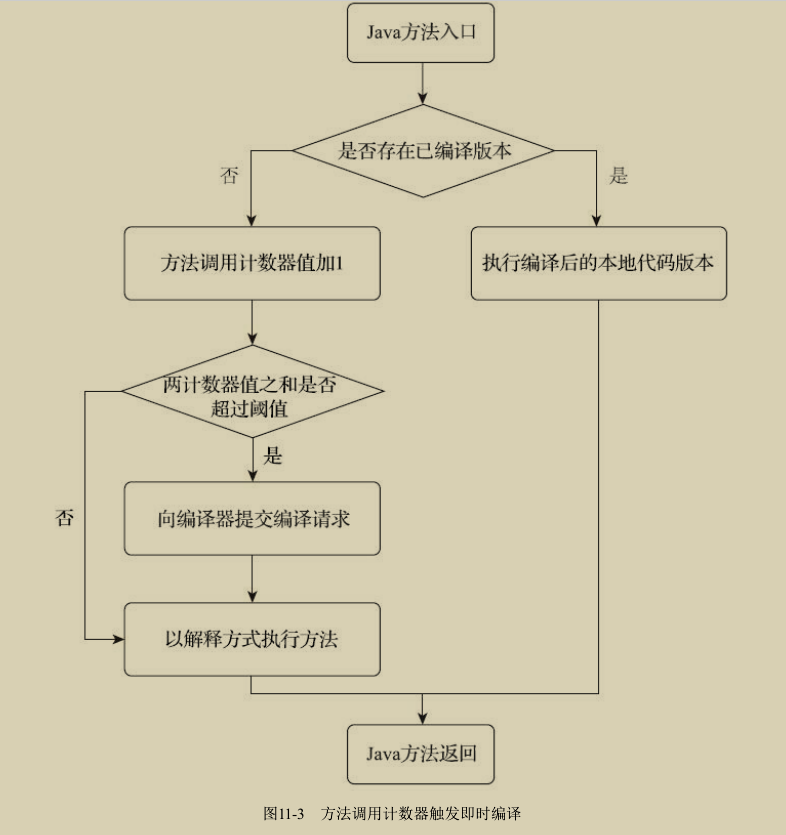 Java方法入口
是否存在已编译版本
否
是
方法调用计数器值加1
执行编译后的本地代码版本
两计数器值之和是否
超过阈值
是
向编译器提交编译请求
否
以解释方式执行方法
Java方法返回
图11-3 方法调用计数器触发即时编译